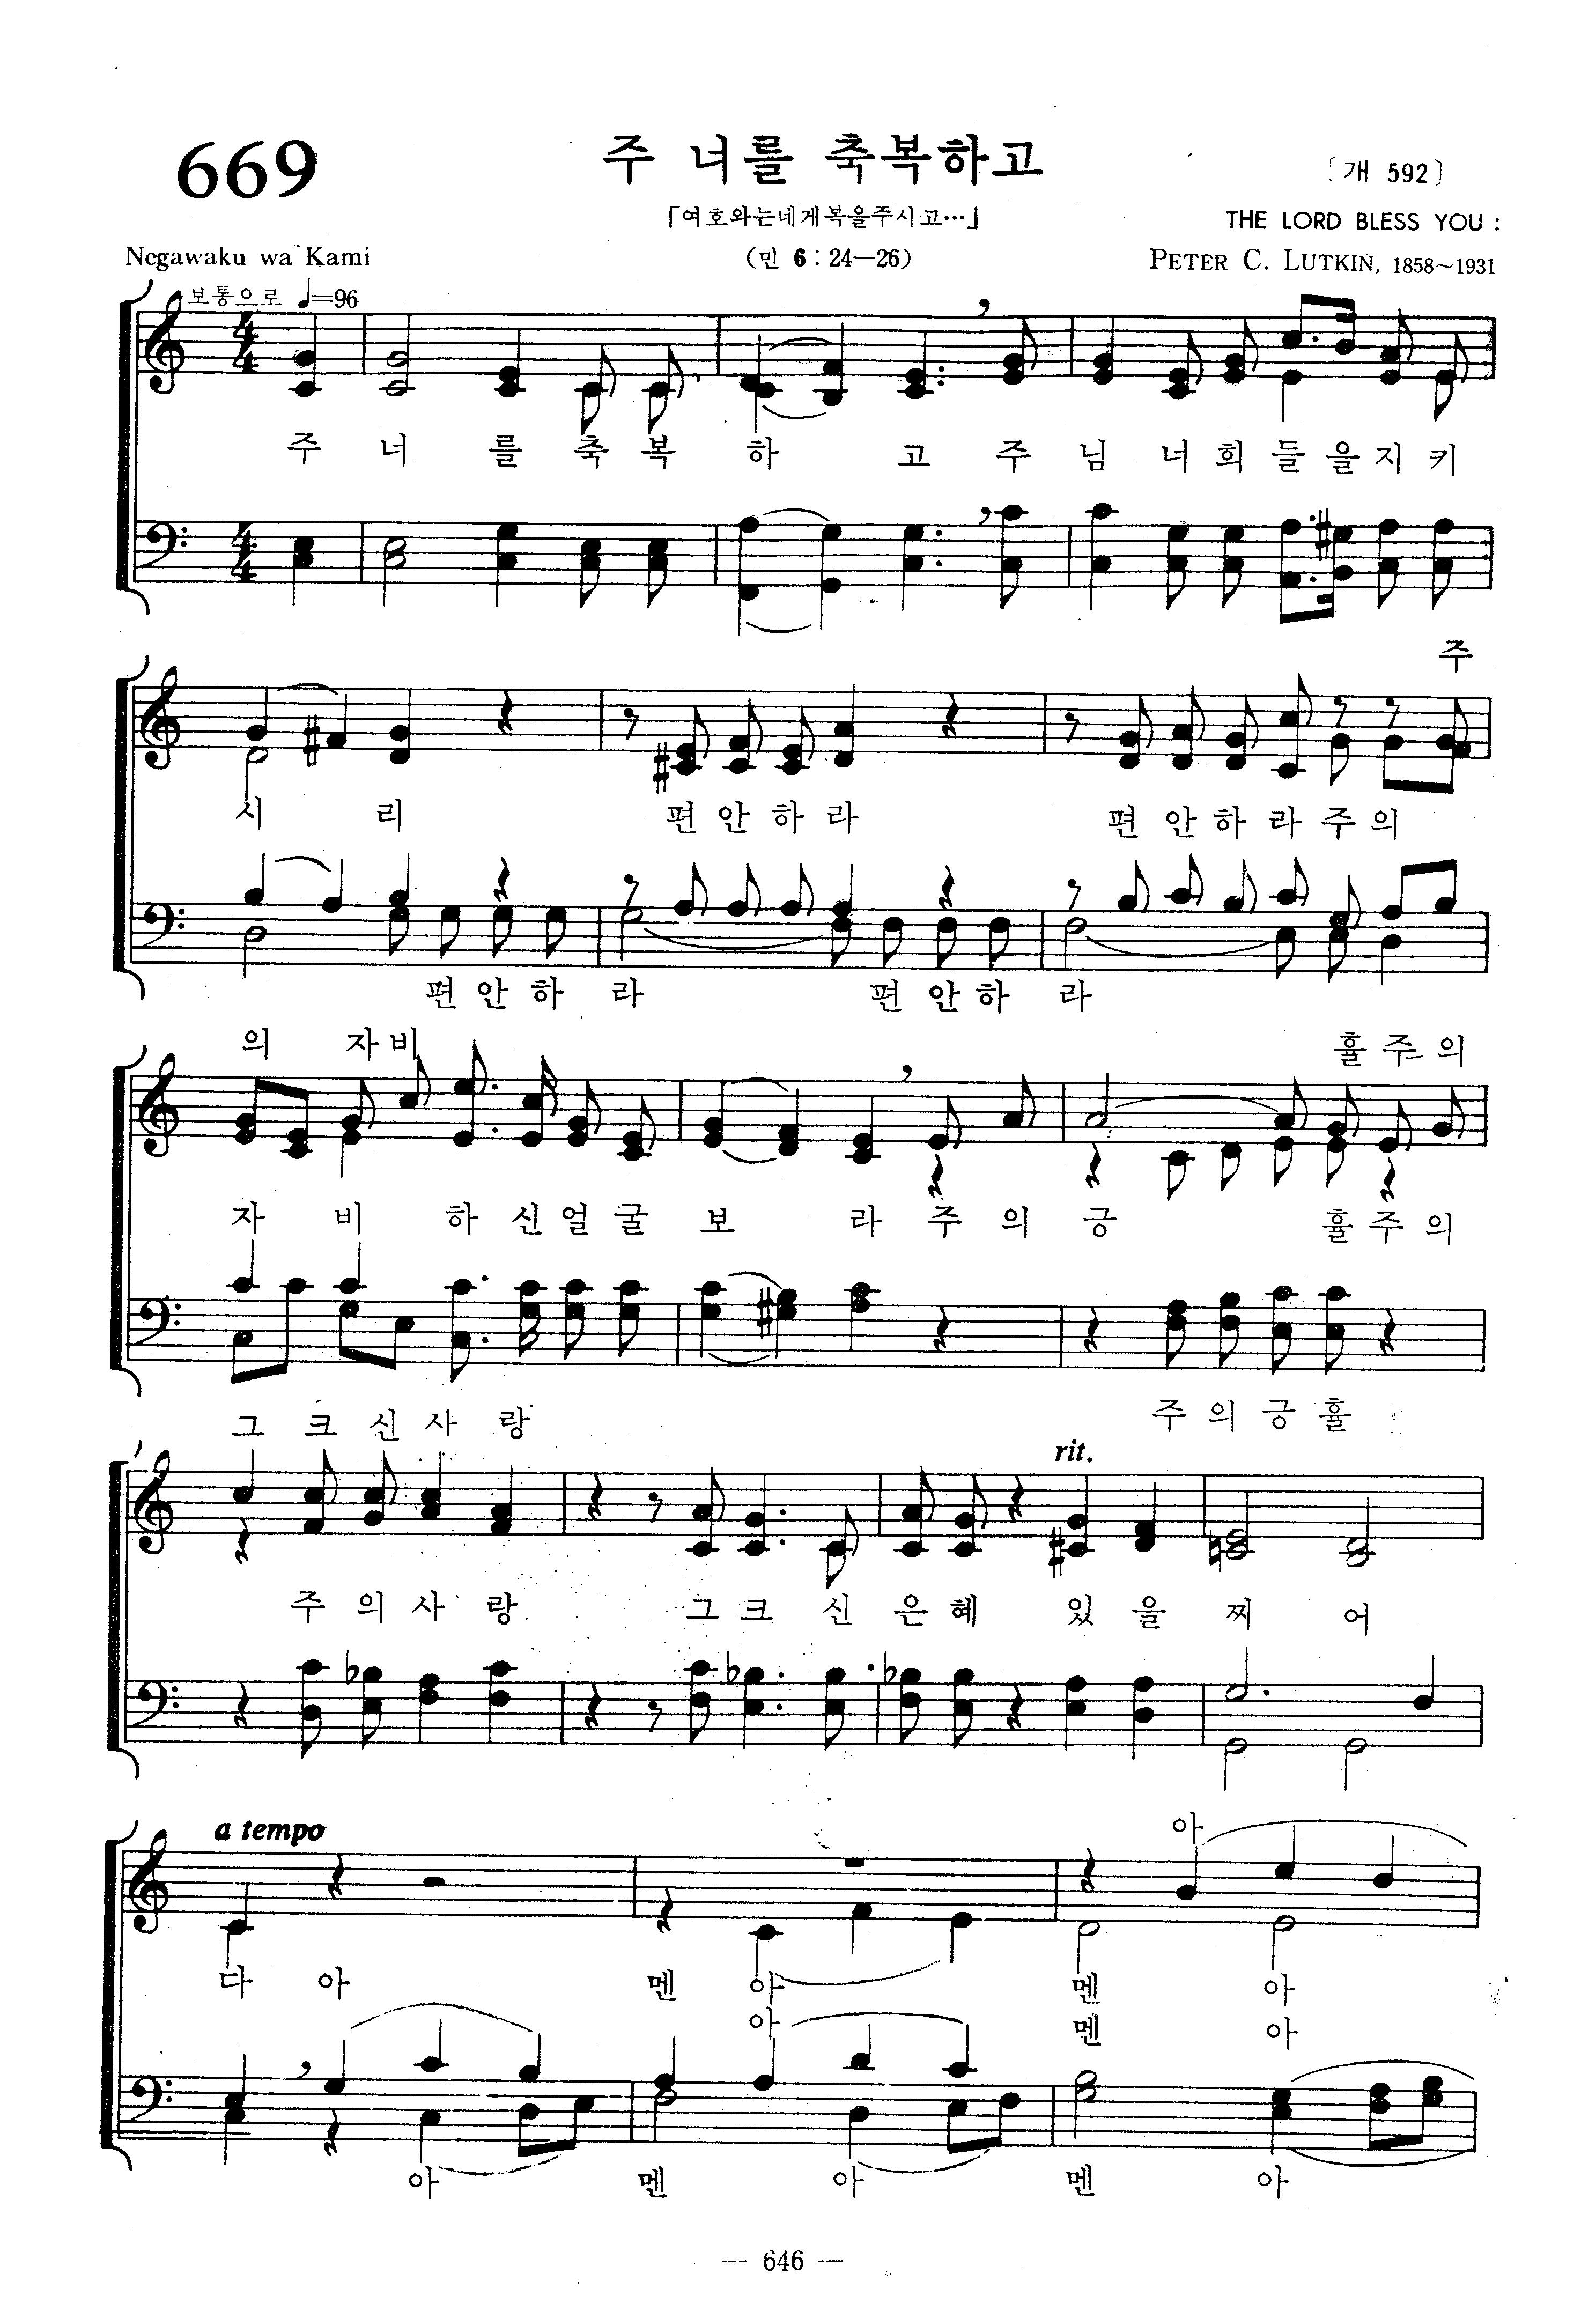 669
주 너를 축복하고
〔개 592〕
「여호와는네게복을주시고…」
THE LORD BLESS YOU :
Negawaku wa Kami
(민 6 : 24—26)
PETER C. LUTKIN, 1858~1931
보통으로 ♩=96
주 너 를 축 복 하 고 주 님 너 희 들 을 지 키
주
시 리 편 안 하 라 편 안 하 라 주 의
편 안 하 라 편 안 하 라
의 자 비 휼 주 의
자 비 하 신 얼 굴 보 라 주 의 긍 휼 주 의
그 크 신 사 랑 주 의 긍 휼
rit.
주 의 사 랑 그 크 신 은 혜 있 을 찌 어
a tempo
아
다 아 멘 아 멘 아
아 멘 아
아 멘 아 멘 아
— 646 —